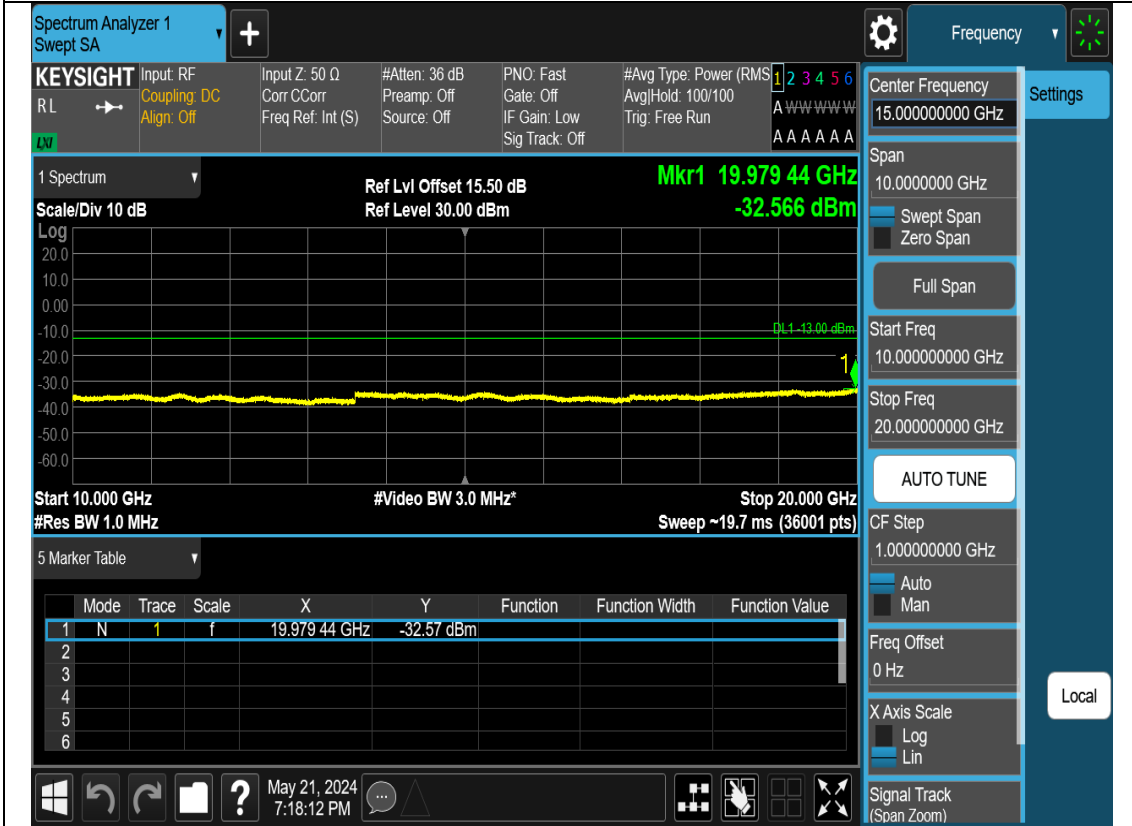 Spectrum Analyzer 1
Swept SA
+
Frequency
KEYSIGHT
RL
LXI
Input: RF
Coupling: DC
Align: Off
Input Z: 50 Ω
Corr CCorr
Freq Ref: Int (S)
#Atten: 36 dB
Preamp: Off
Source: Off
PNO: Fast
Gate: Off
IF Gain: Low
Sig Track: Off
#Avg Type: Power (RMS
Avg|Hold: 100/100
Trig: Free Run
1 2 3 4 5 6
A W W W W W
A A A A A A
1 Spectrum
Scale/Div 10 dB
Ref Lvl Offset 15.50 dB
Ref Level 30.00 dBm
Mkr1 19.979 44 GHz
-32.566 dBm
Log
20.0
10.0
0.00
-10.0
-20.0
-30.0
-40.0
-50.0
-60.0
DL1 -13.00 dBm
1
Start 10.000 GHz
#Video BW 3.0 MHz*
Stop 20.000 GHz
#Res BW 1.0 MHz
Sweep ~19.7 ms (36001 pts)
5 Marker Table
Mode Trace Scale X Y Function Function Width Function Value
1 N 1 f 19.979 44 GHz -32.57 dBm
2
3
4
5
6
May 21, 2024
7:18:12 PM
Center Frequency
15.000000000 GHz
Settings
Span
10.0000000 GHz
Swept Span
Zero Span
Full Span
Start Freq
10.000000000 GHz
Stop Freq
20.000000000 GHz
AUTO TUNE
CF Step
1.000000000 GHz
Auto
Man
Freq Offset
0 Hz
X Axis Scale
Log
Lin
Signal Track
(Span Zoom)
Local